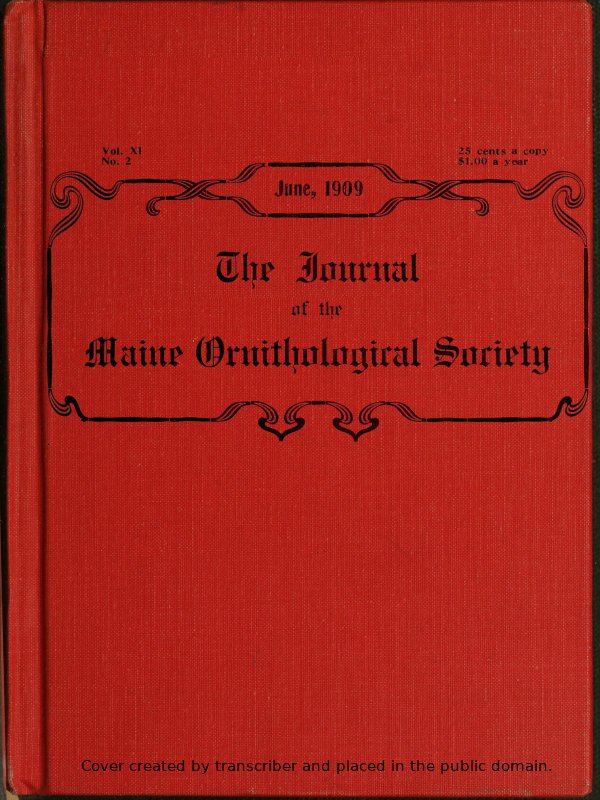 Vol. XI
No. 2
25 cents a copy
$1.00 a year
June, 1909
The Journal
of the
Maine Ornithological Society
Cover created by transcriber and placed in the public domain.